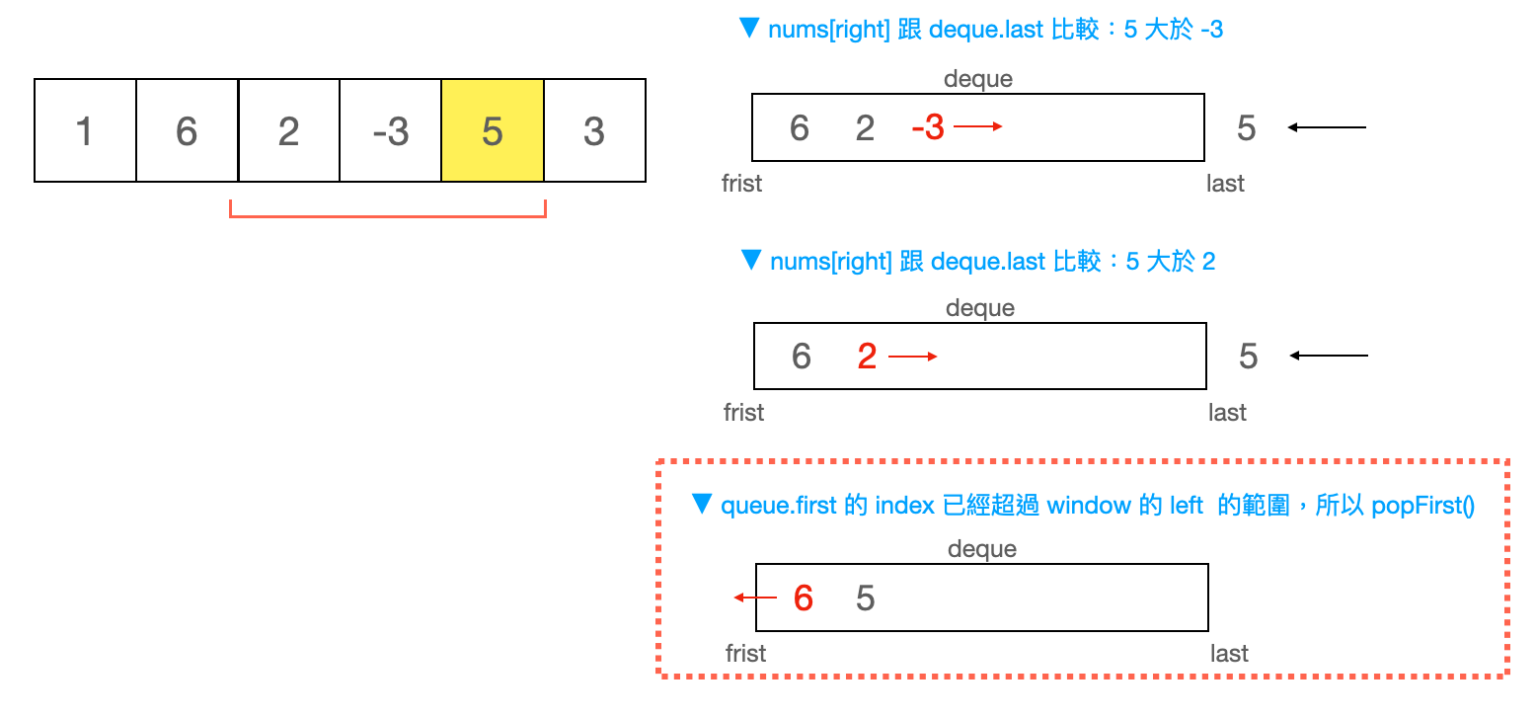 1 6 2 -3 5 3
▼ nums[right] 跟 deque.last 比較：5 大於 -3
deque
6 2 -3 5
frist last
▼ nums[right] 跟 deque.last 比較：5 大於 2
deque
6 2 5
frist last
▼ queue.first 的 index 已經超過 window 的 left 的範圍，所以 popFirst()
deque
6 5
frist last